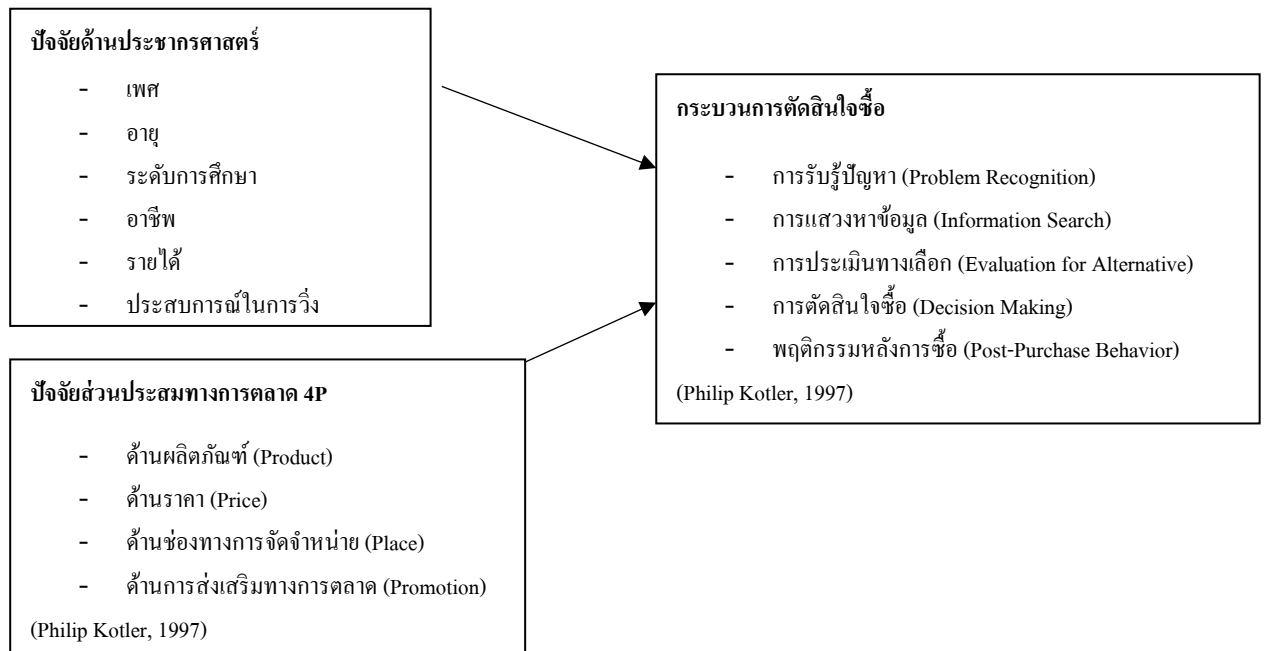 ปัจจัยด้านประชากรศาสตร์
- เพศ
- อายุ
- ระดับการศึกษา
- อาชีพ
- รายได้
- ประสบการณ์ในการวิ่ง
ปัจจัยส่วนประสมทางการตลาด 4P
- ด้านผลิตภัณฑ์ (Product)
- ด้านราคา (Price)
- ด้านช่องทางการจัดจำหน่าย (Place)
- ด้านการส่งเสริมทางการตลาด (Promotion)
(Philip Kotler, 1997)
กระบวนการตัดสินใจซื้อ
- การรับรู้ปัญหา (Problem Recognition)
- การแสวงหาข้อมูล (Information Search)
- การประเมินทางเลือก (Evaluation for Alternative)
- การตัดสินใจซื้อ (Decision Making)
- พฤติกรรมหลังการซื้อ (Post-Purchase Behavior)
(Philip Kotler, 1997)